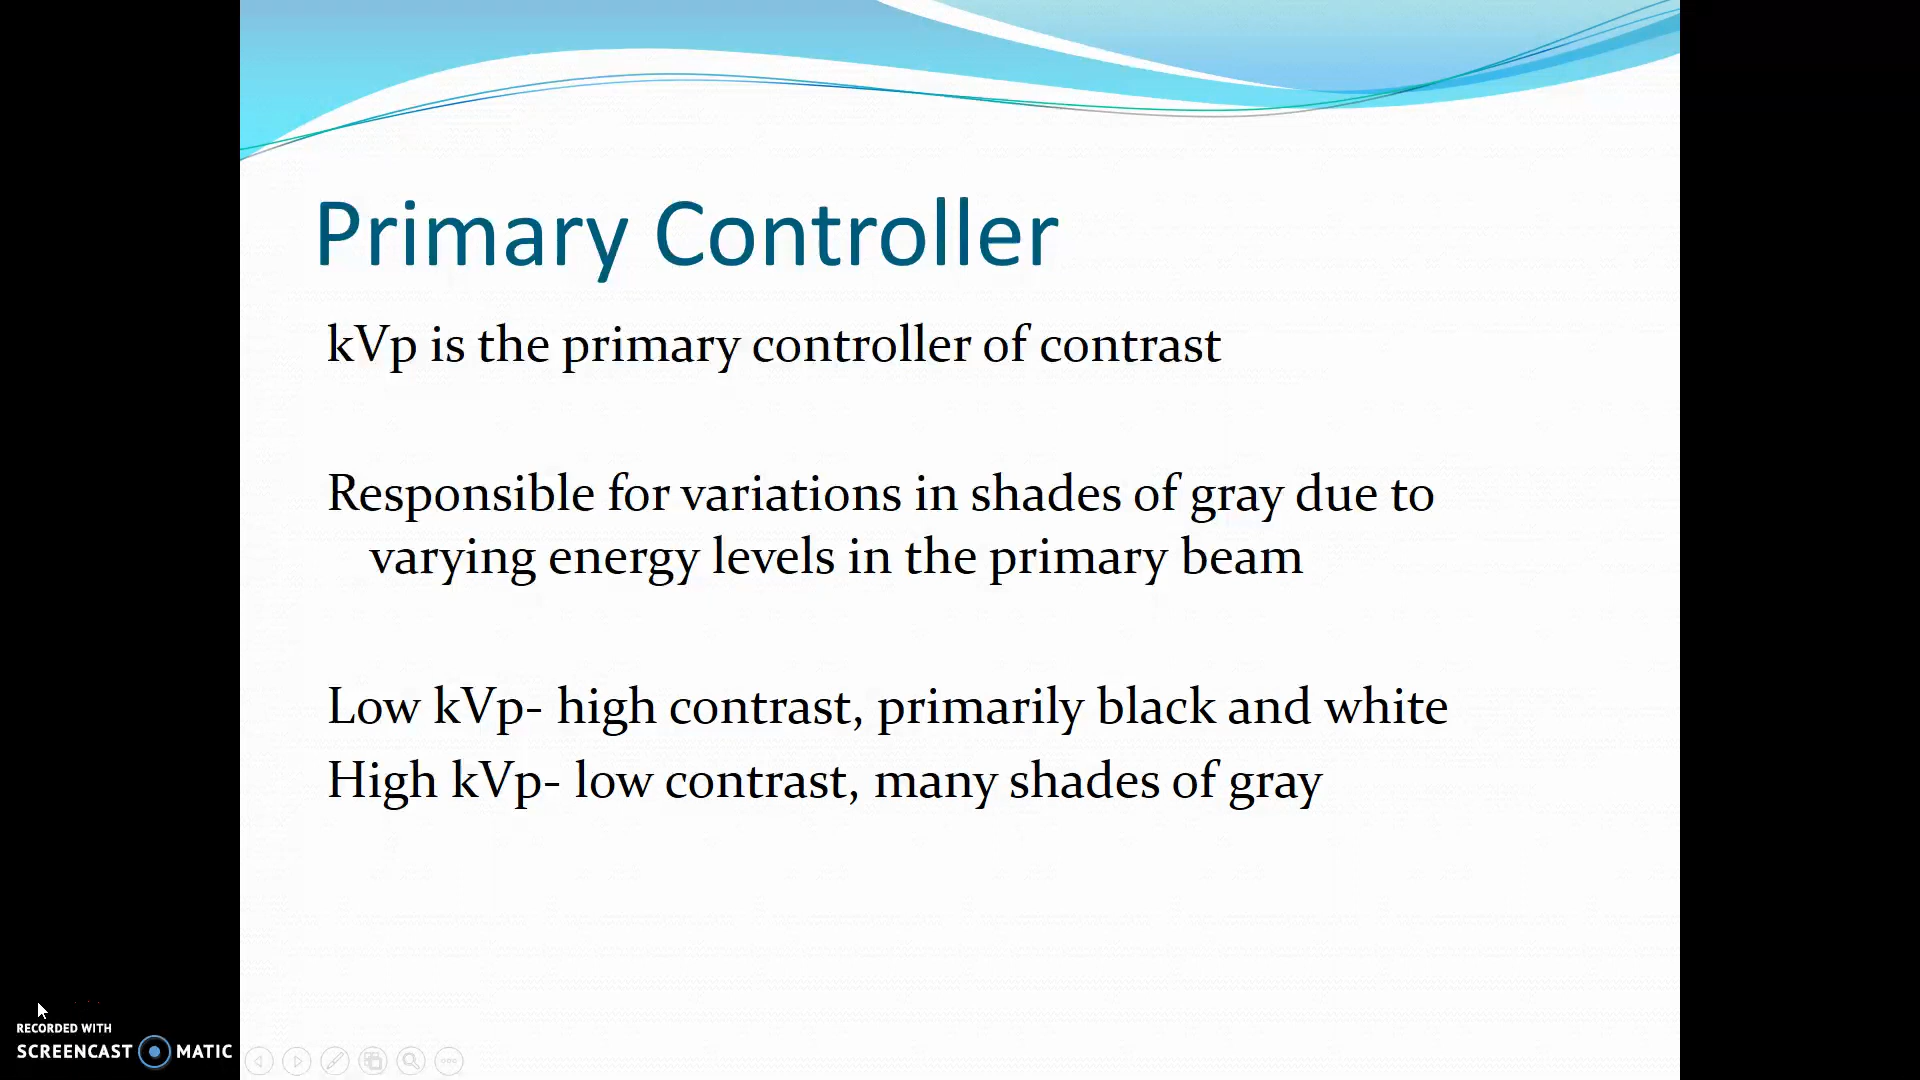 Primary Controller
kVp is the primary controller of contrast
Responsible for variations in shades of gray due to
varying energy levels in the primary beam
Low kVp- high contrast, primarily black and white
High kVp- low contrast, many shades of gray
RECORDED WITH
SCREENCAST MATIC